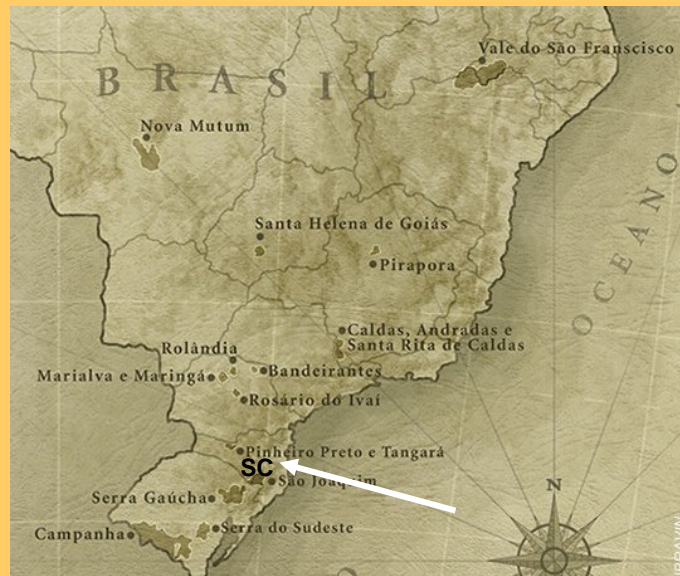 Vale do São Franscisco
BRASIL
Nova Mutum
OCEANO
Santa Helena de Goiás
Pirapora
Caldas, Andradas e
Santa Rita de Caldas
Rolândia
Bandeirantes
Marialva e Maringá
Rosário do Ivaí
Pinheiro Preto e Tangará
SC
São Joaquim
Serra Gaúcha
N
Serra do Sudeste
Campanha